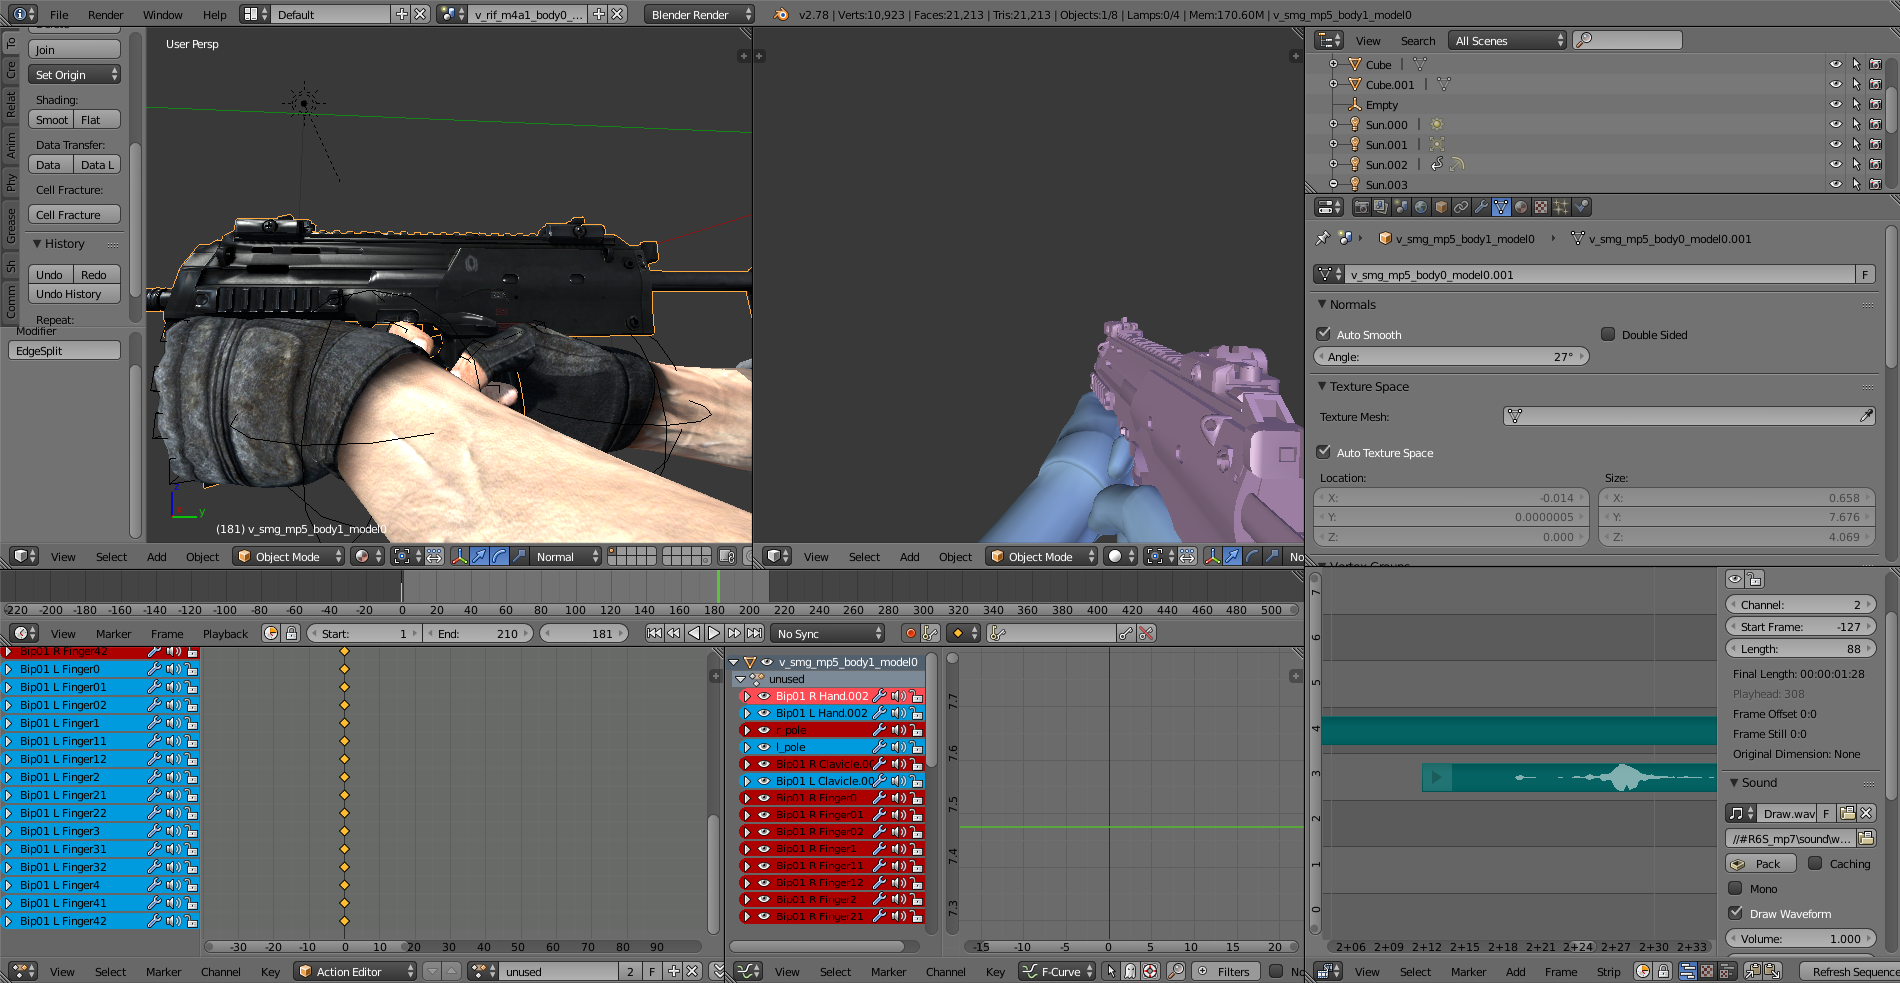 File Render Window Help Default v_rif_m4a1_body0_... Blender Render v2.78 | Verts:10,923 | Faces:21,213 | Tris:21,213 | Objects:1/8 | Lamps:0/4 | Mem:170.60M | v_smg_mp5_body1_model0
Join
Set Origin
Shading:
Smoot Flat
Data Transfer:
Data Data L
Cell Fracture:
Cell Fracture
History
Undo Redo
Undo History
Repeat:
Modifier
EdgeSplit
To
Cre
Relat
Anim
Phy
Grease
Sh
Comm
User Persp
z
y
(181) v_smg_mp5_body1_model0
View Select Add Object Object Mode Normal
View Select Add Object Object Mode No
View Search All Scenes
Cube
Cube.001
Empty
Sun.000
Sun.001
Sun.002
Sun.003
v_smg_mp5_body1_model0 v_smg_mp5_body0_model0.001
v_smg_mp5_body0_model0.001 F
Normals
Auto Smooth Double Sided
Angle: 27°
Texture Space
Texture Mesh:
Auto Texture Space
Location: Size:
X: -0.014 X: 0.658
Y: 0.0000005 Y: 7.676
Z: 0.000 Z: 4.069
Vertex Groups
-220 -200 -180 -160 -140 -120 -100 -80 -60 -40 -20 0 20 40 60 80 100 120 140 160 180 200 220 240 260 280 300 320 340 360 380 400 420 440 460 480 500
View Marker Frame Playback Start: 1 End: 210 181 No Sync
Bip01 R Finger42
Bip01 L Finger0
Bip01 L Finger01
Bip01 L Finger02
Bip01 L Finger1
Bip01 L Finger11
Bip01 L Finger12
Bip01 L Finger2
Bip01 L Finger21
Bip01 L Finger22
Bip01 L Finger3
Bip01 L Finger31
Bip01 L Finger32
Bip01 L Finger4
Bip01 L Finger41
Bip01 L Finger42
-30 -20 -10 0 10 20 30 40 50 60 70 80 90
View Select Marker Channel Key Action Editor unused 2 F
v_smg_mp5_body1_model0
unused
Bip01 R Hand.002
Bip01 L Hand.002
r_pole
l_pole
Bip01 R Clavicle.00
Bip01 L Clavicle.00
Bip01 R Finger0
Bip01 R Finger01
Bip01 R Finger02
Bip01 R Finger1
Bip01 R Finger11
Bip01 R Finger12
Bip01 R Finger2
Bip01 R Finger21
7.7
7.6
7.5
7.4
7.3
-15 -10 -5 0 5 10 15 20
View Select Marker Channel Key F-Curve Filters No
7
6
5
4
3
2
1
0
2+06 2+09 2+12 2+15 2+18 2+21 2+24 2+27 2+30 2+33
Channel: 2
Start Frame: -127
Length: 88
Final Length: 00:00:01:28
Playhead: 308
Frame Offset 0:0
Frame Still 0:0
Original Dimension: None
Sound
Draw.wav F
//#R6S_mp7\sound\w...
Pack Caching
Mono
Draw Waveform
Volume: 1.000
View Select Marker Add Frame Strip Refresh Sequence